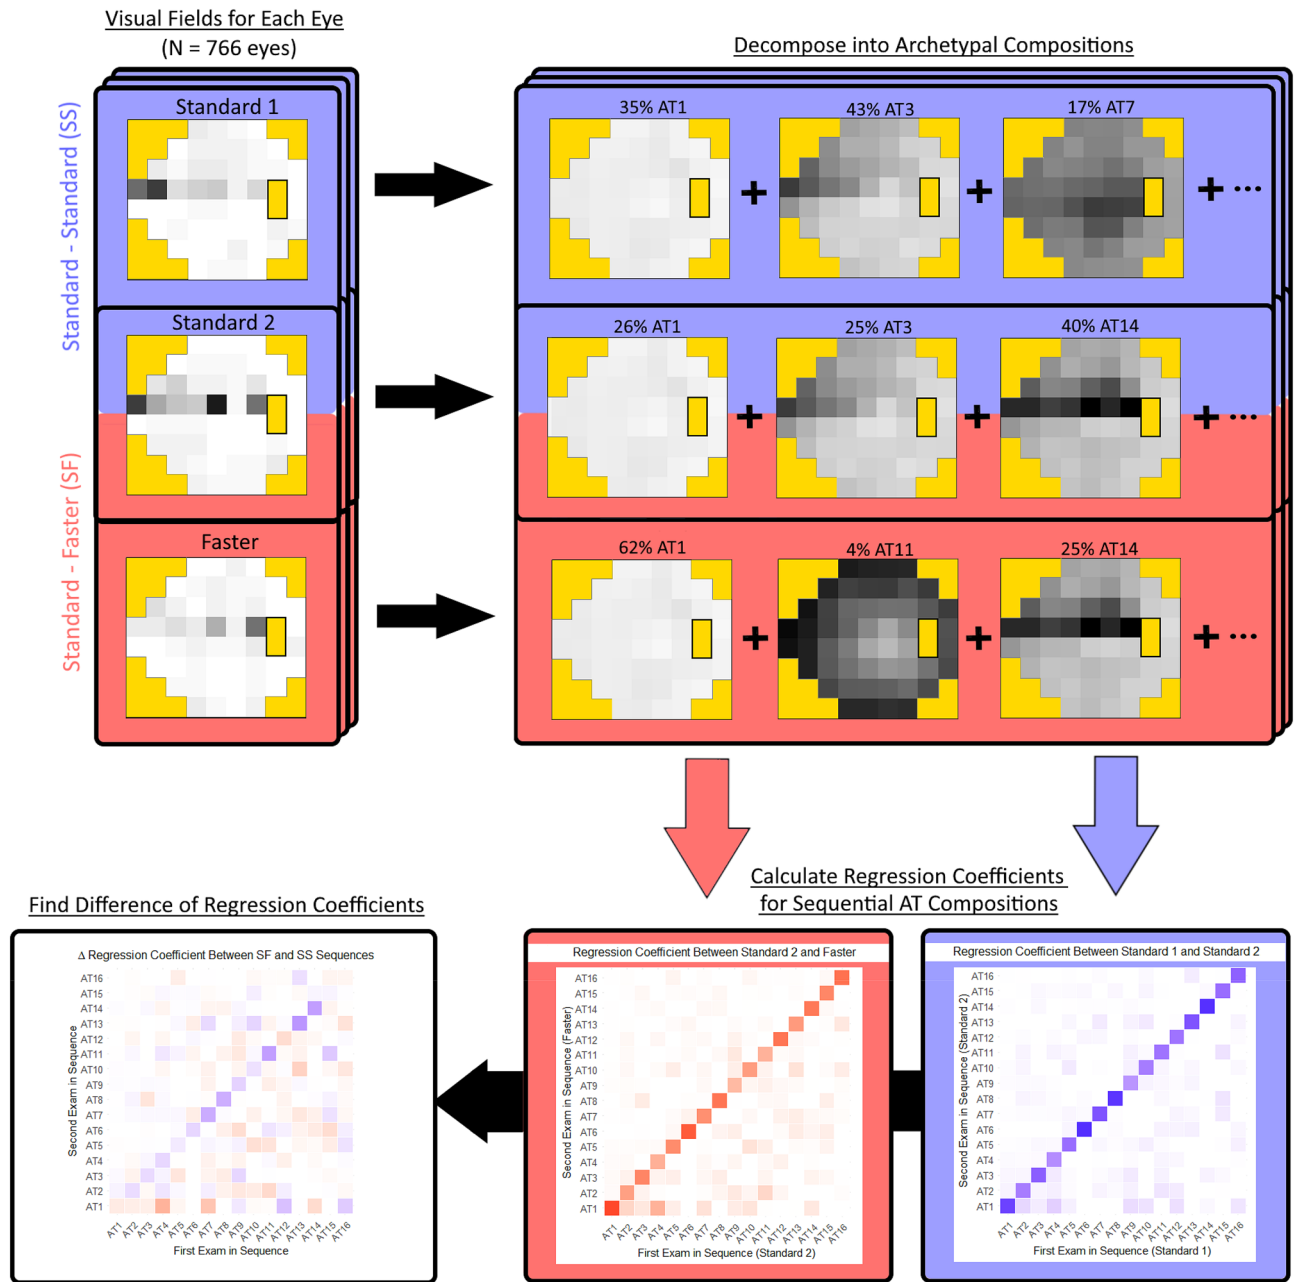 Visual Fields for Each Eye
(N = 766 eyes)
Decompose into Archetypal Compositions
Standard - Standard (SS)
Standard - Faster (SF)
Standard 1
35% AT1
43% AT3
17% AT7
+ + + ...
Standard 2
26% AT1
25% AT3
40% AT14
+ + + ...
Faster
62% AT1
4% AT11
25% AT14
+ + + ...
Calculate Regression Coefficients
for Sequential AT Compositions
Find Difference of Regression Coefficients
Δ Regression Coefficient Between SF and SS Sequences
Second Exam in Sequence
AT16
AT15
AT14
AT13
AT12
AT11
AT10
AT9
AT8
AT7
AT6
AT5
AT4
AT3
AT2
AT1
AT1 AT2 AT3 AT4 AT5 AT6 AT7 AT8 AT9 AT10 AT11 AT12 AT13 AT14 AT15 AT16
First Exam in Sequence
Regression Coefficient Between Standard 2 and Faster
Second Exam in Sequence (Faster)
AT16
AT15
AT14
AT13
AT12
AT11
AT10
AT9
AT8
AT7
AT6
AT5
AT4
AT3
AT2
AT1
AT1 AT2 AT3 AT4 AT5 AT6 AT7 AT8 AT9 AT10 AT11 AT12 AT13 AT14 AT15 AT16
First Exam in Sequence (Standard 2)
Regression Coefficient Between Standard 1 and Standard 2
Second Exam in Sequence (Standard 2)
AT16
AT15
AT14
AT13
AT12
AT11
AT10
AT9
AT8
AT7
AT6
AT5
AT4
AT3
AT2
AT1
AT1 AT2 AT3 AT4 AT5 AT6 AT7 AT8 AT9 AT10 AT11 AT12 AT13 AT14 AT15 AT16
First Exam in Sequence (Standard 1)